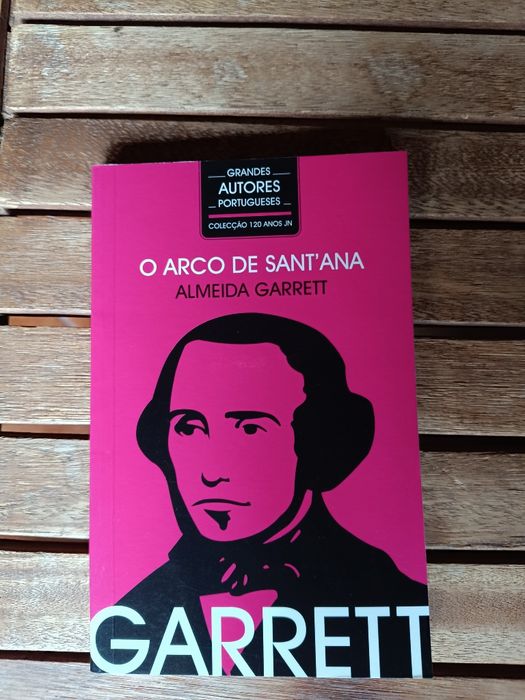 GRANDES
AUTORES
PORTUGUESES
COLECÇÃO 120 ANOS JN
O ARCO DE SANT'ANA
ALMEIDA GARRETT
GARRETT